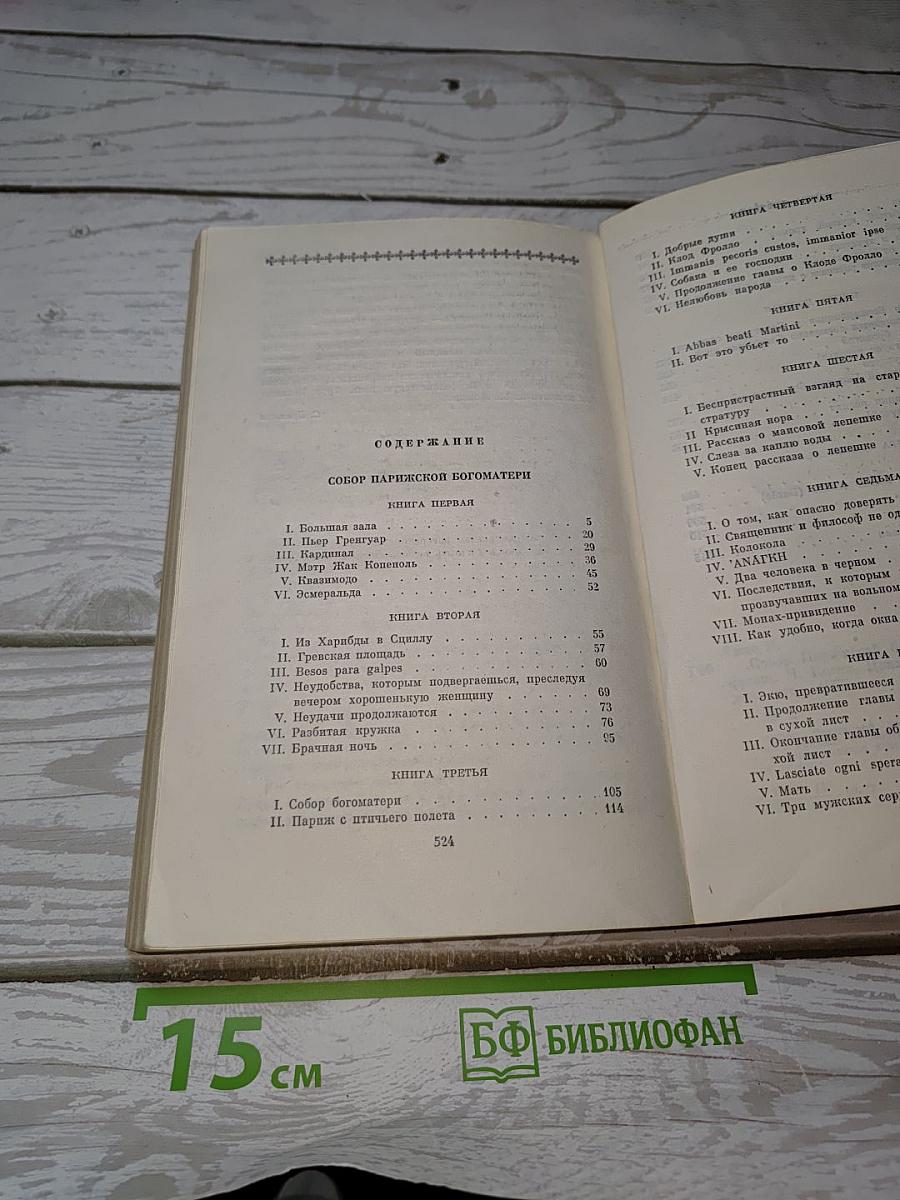 СОДЕРЖАНИЕ
СОБОР ПАРИЖСКОЙ БОГОМАТЕРИ
КНИГА ПЕРВАЯ
I. Большая зала . . . . . . . . . . . . . 5
II. Пьер Гренгуар . . . . . . . . . . . . 20
III. Кардинал . . . . . . . . . . . . . 29
IV. Мэтр Жак Копеноль . . . . . . . . . . 36
V. Квазимодо . . . . . . . . . . . . . 45
VI. Эсмеральда . . . . . . . . . . . . . 52
КНИГА ВТОРАЯ
I. Из Харибды в Сциллу . . . . . . . . . . 55
II. Гревская площадь . . . . . . . . . . . 57
III. Besos para golpes . . . . . . . . . . . 60
IV. Неудобства, которым подвергаешься, преследуя
вечером хорошенькую женщину . . . . . . 69
V. Неудачи продолжаются . . . . . . . . . 73
VI. Разбитая кружка . . . . . . . . . . . 76
VII. Брачная ночь . . . . . . . . . . . . 95
КНИГА ТРЕТЬЯ
I. Собор богоматери . . . . . . . . . . . 105
II. Париж с птичьего полета . . . . . . . . 114
524
КНИГА ЧЕТВЕРТАЯ
I. Добрые души . . . . . . . .
II. Клод Фролло . . . . . . . .
III. Immanis pecoris custos, immanior ipse
IV. Собака и ее господин . . . . . .
V. Продолжение главы о Клоде Фролло .
VI. Нелюбовь народа . . . . . . .
КНИГА ПЯТАЯ
I. Abbas beati Martini . . . . . .
II. Вот это убьет то . . . . . . .
КНИГА ШЕСТАЯ
I. Беспристрастный взгляд на стар
стратуру . . . . . . . .
II Крысиная нора . . . . . . .
III. Рассказ о маисовой лепешке . .
IV. Слеза за каплю воды . . . .
V. Конец рассказа о лепешке . . .
КНИГА СЕДЬМА
I. О том, как опасно доверять
II. Священник и философ не од
III. Колокола . . . . . .
IV. 'ΑΝΆΓΚΗ . . . . . .
V. Два человека в черном . .
VI. Последствия, к которым
прозвучавших на вольном
VII. Монах-привидение . . .
VIII. Как удобно, когда окна
КНИГА
I. Экю, превратившееся
II. Продолжение главы
в сухой лист . . .
III. Окончание главы об
хой лист . . . .
IV. Lasciate ogni spera
V. Мать . . . . .
VI. Три мужских сер
15 см
БФ БИБЛИОФАН